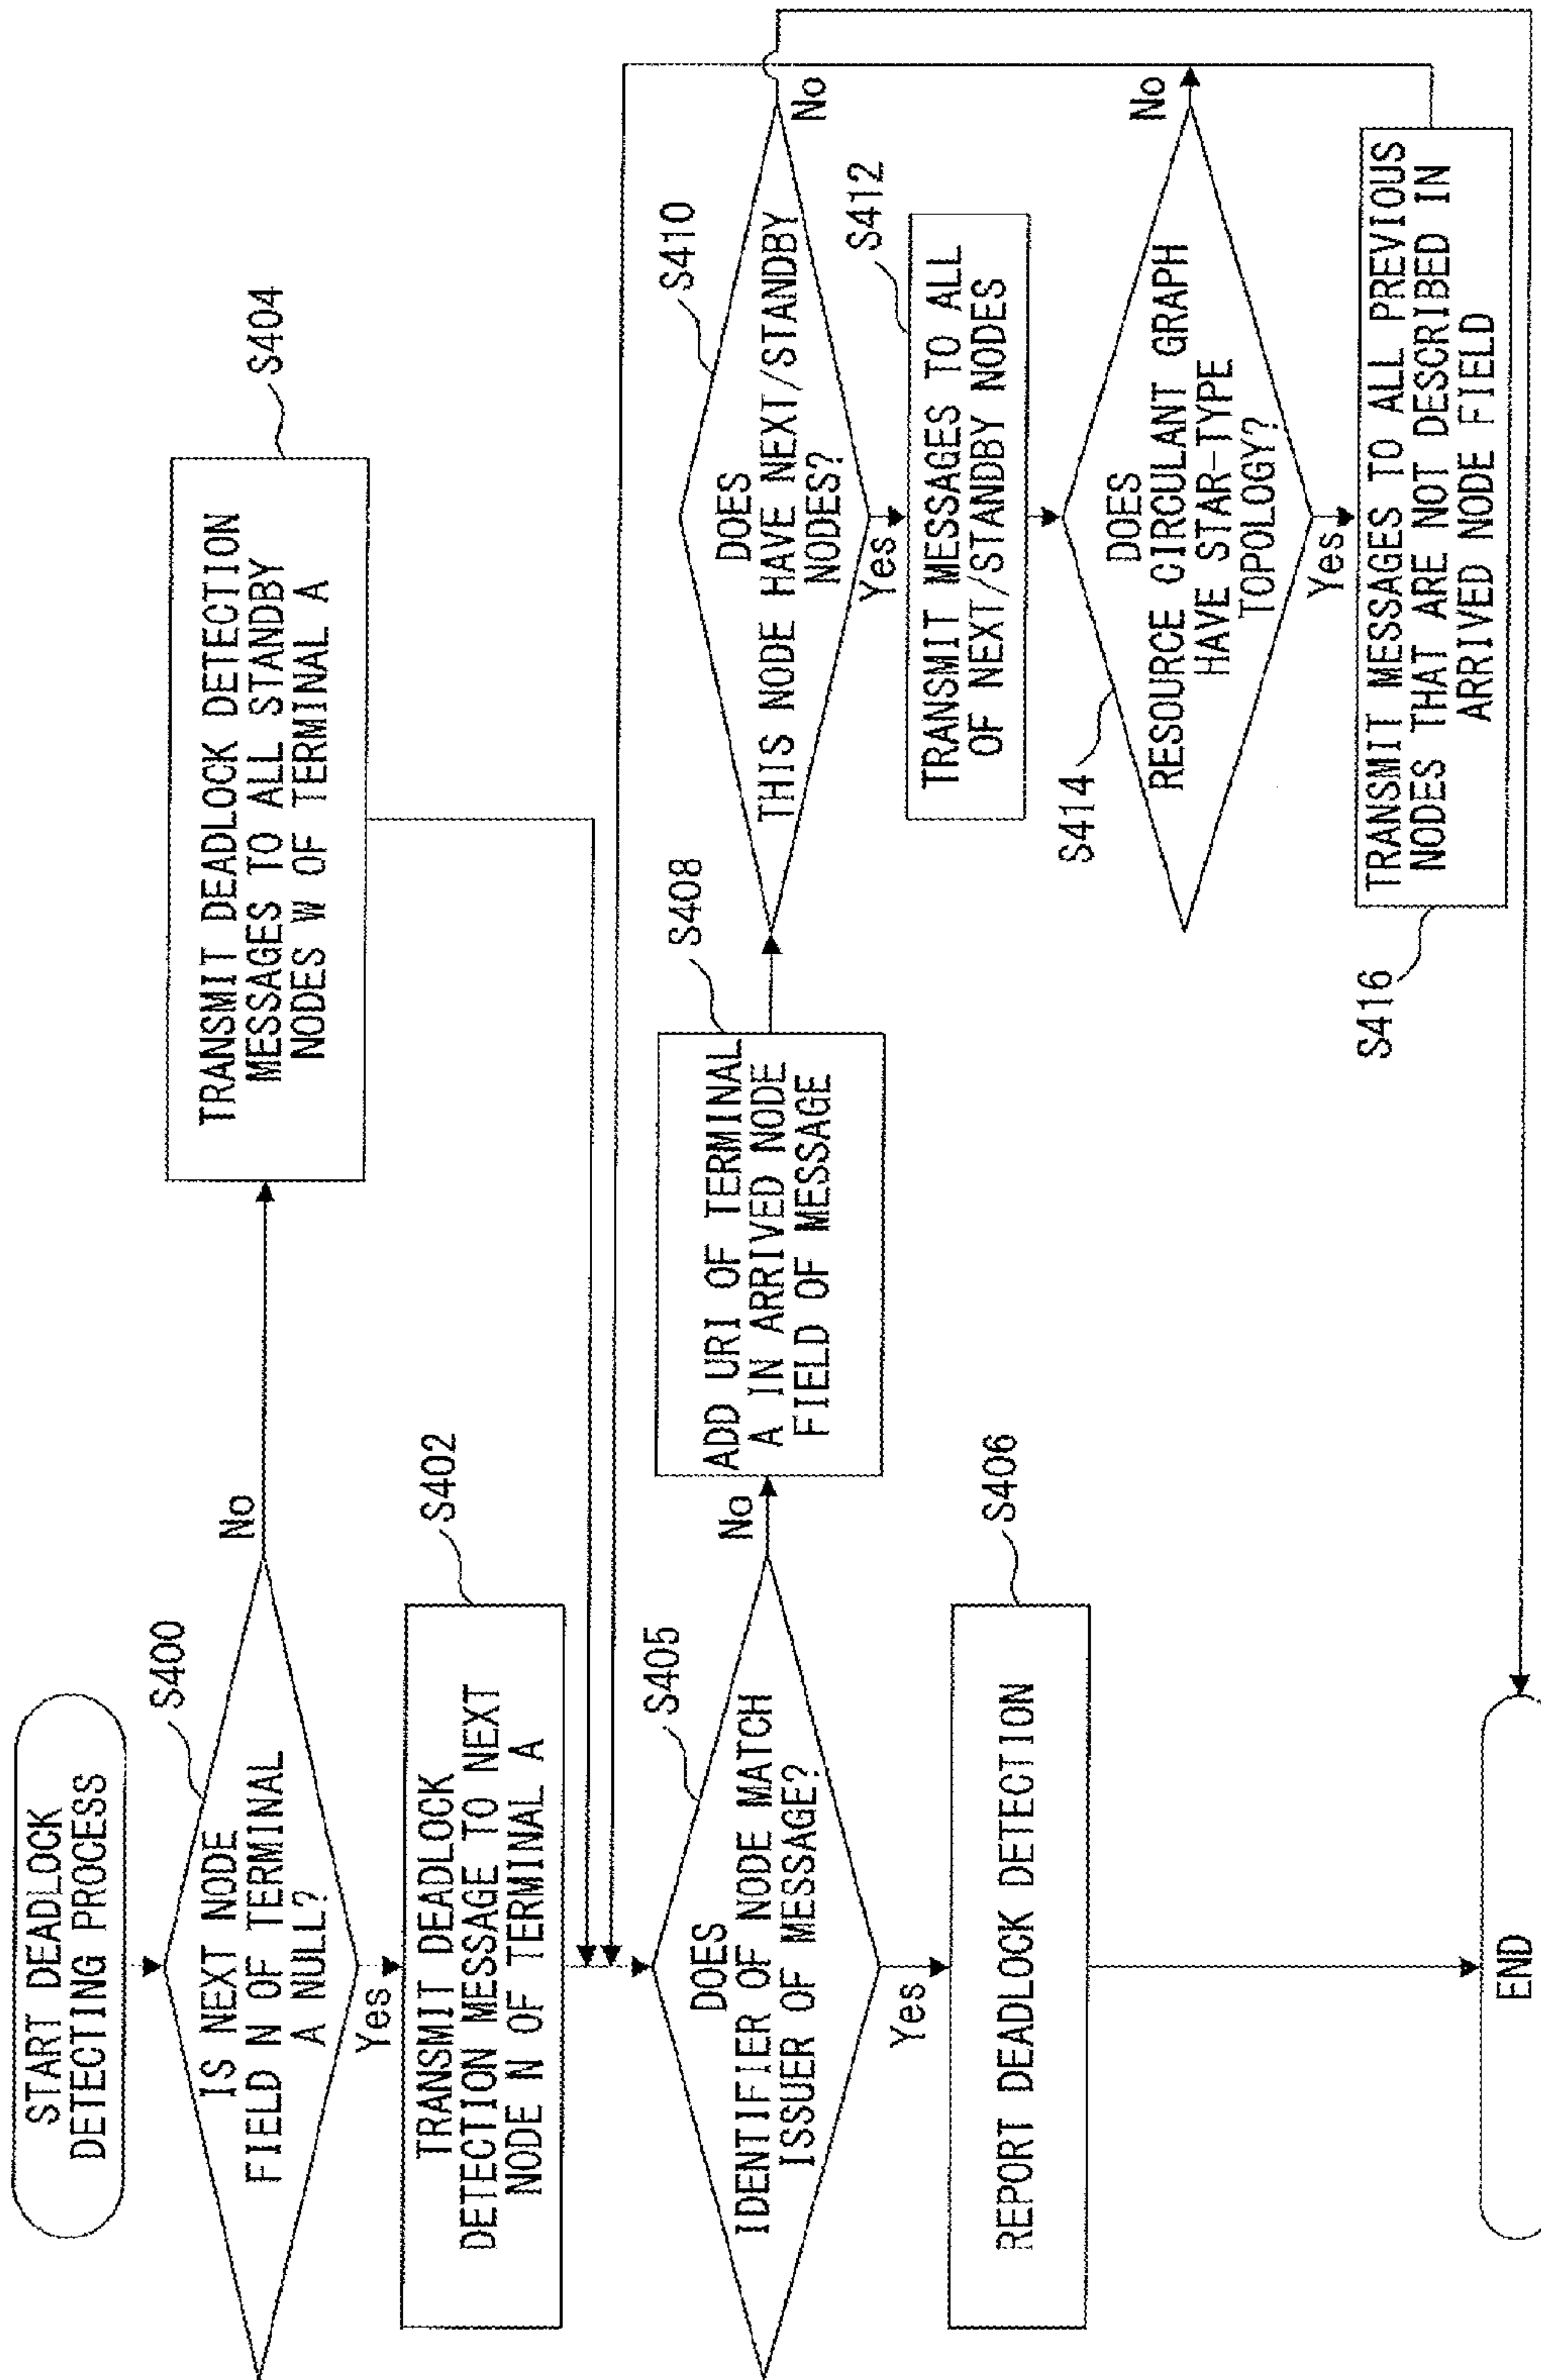 START DEADLOCK
DETECTING PROCESS
S400
IS NEXT NODE
FIELD N OF TERMINAL
A NULL?
No
Yes
S404
TRANSMIT DEADLOCK DETECTION
MESSAGES TO ALL STANDBY
NODES W OF TERMINAL A
S402
TRANSMIT DEADLOCK
DETECTION MESSAGE TO NEXT
NODE N OF TERMINAL A
S405
DOES
IDENTIFIER OF NODE MATCH
ISSUER OF MESSAGE?
No
Yes
S406
REPORT DEADLOCK DETECTION
S408
ADD URI OF TERMINAL
A IN ARRIVED NODE
FIELD OF MESSAGE
S410
DOES
THIS NODE HAVE NEXT/STANDBY
NODES?
No
Yes
S412
TRANSMIT MESSAGES TO ALL
OF NEXT/STANDBY NODES
S414
DOES
RESOURCE CIRCULANT GRAPH
HAVE STAR-TYPE
TOPOLOGY?
No
Yes
S416
TRANSMIT MESSAGES TO ALL PREVIOUS
NODES THAT ARE NOT DESCRIBED IN
ARRIVED NODE FIELD
END